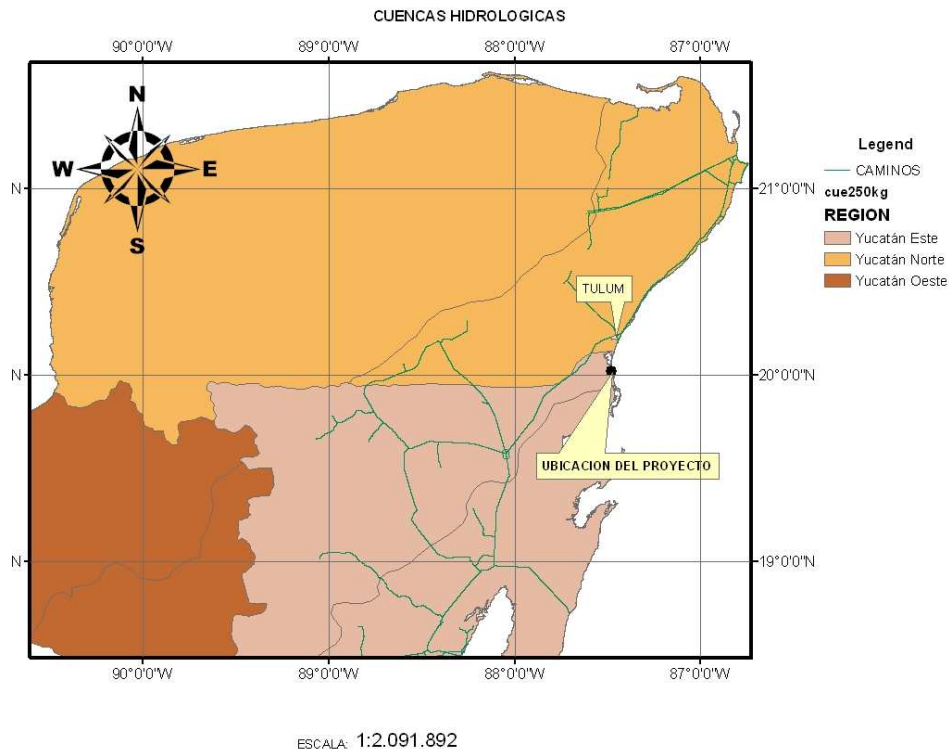 CUENCAS HIDROLOGICAS
90°0'0"W 89°0'0"W 88°0'0"W 87°0'0"W
N
W E
S
Legend
CAMINOS
cue250kg
REGION
Yucatán Este
Yucatán Norte
Yucatán Oeste
N 21°0'0"N
TULUM
N 20°0'0"N
UBICACION DEL PROYECTO
N 19°0'0"N
90°0'0"W 89°0'0"W 88°0'0"W 87°0'0"W
ESCALA: 1:2.091.892